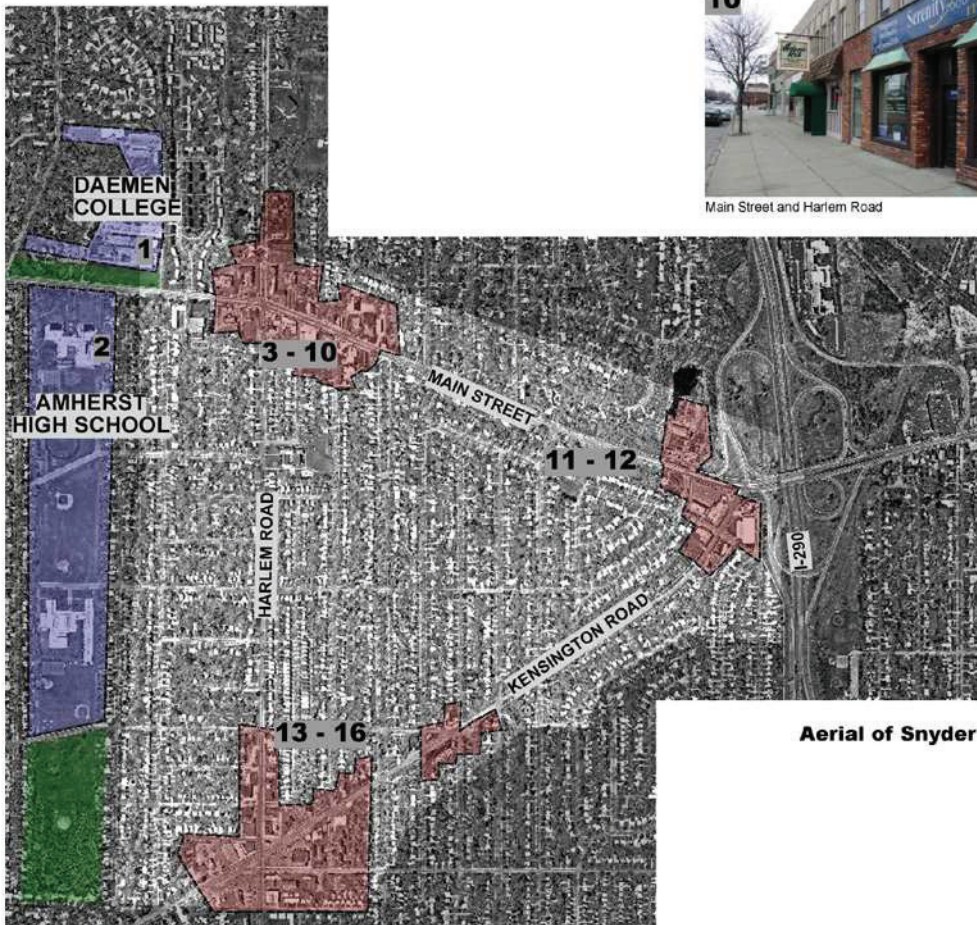 10
Serenity
Main Street and Harlem Road
DAEMEN
COLLEGE
1
2
3 - 10
MAIN STREET
AMHERST
HIGH SCHOOL
11 - 12
HARLEM ROAD
I-290
KENSINGTON ROAD
13 - 16
Aerial of Snyder